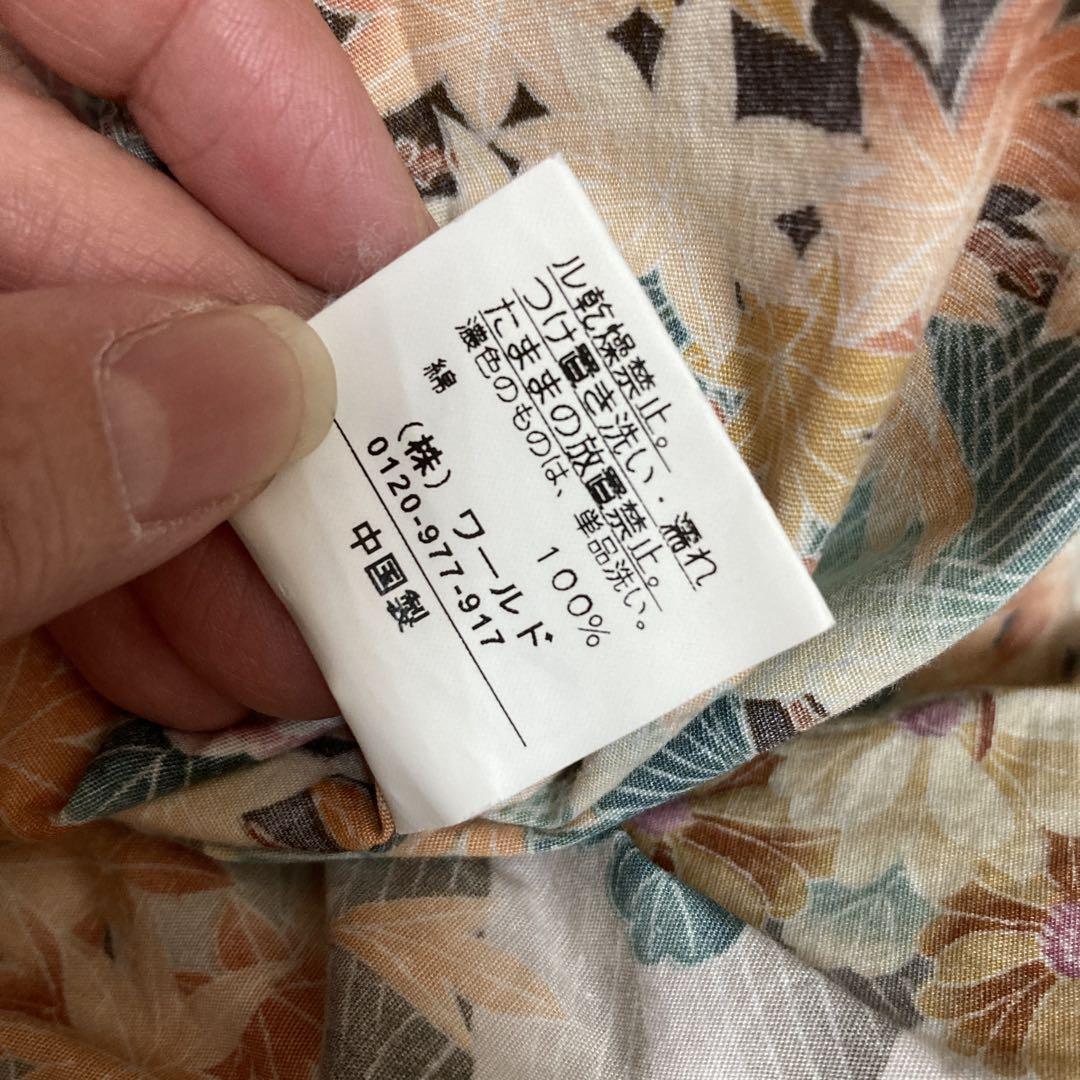 ル乾燥禁止。
つけ置き洗い・濡れ
たままの放置禁止。
濃色のものは、単品洗い。
綿 100%
(株) ワールド
0120-977-917
中国製